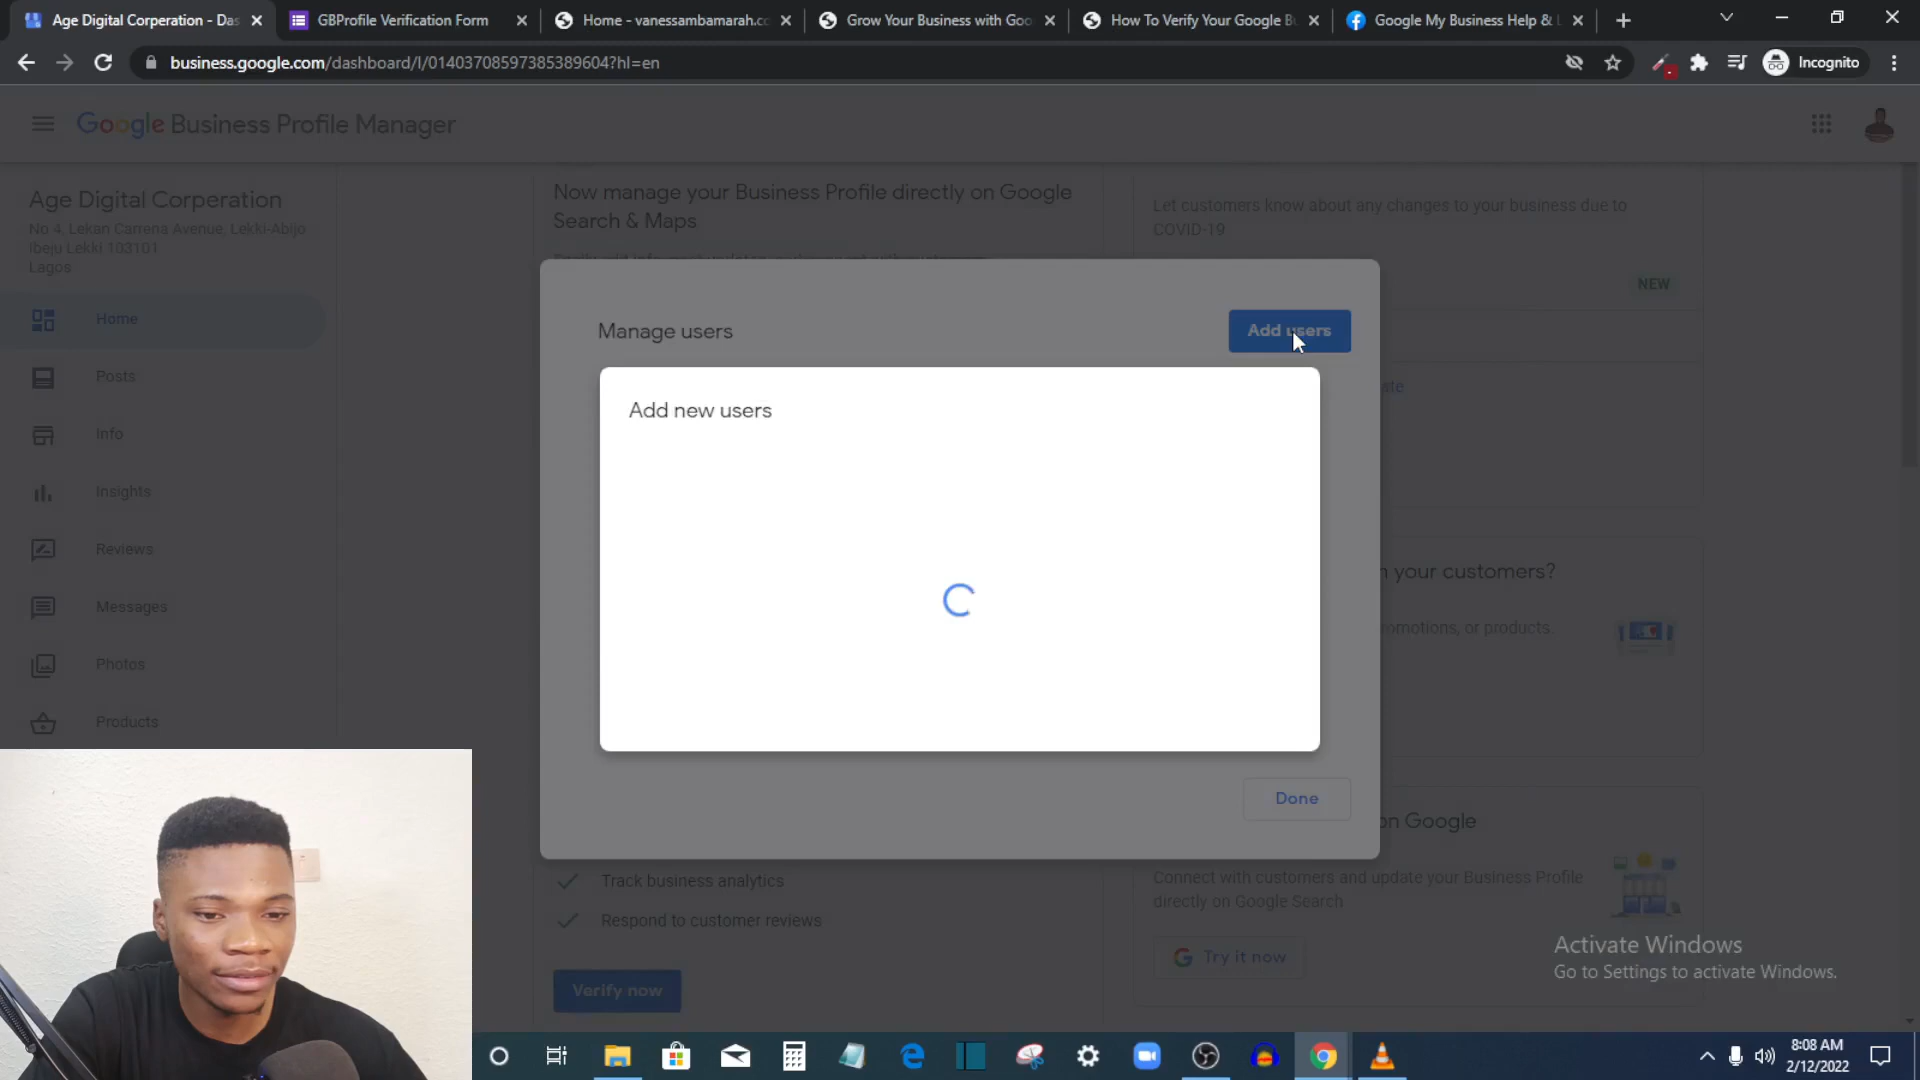 Age Digital Corperation - Das
GBProfile Verification Form
Home - vanessambamarah.co
Grow Your Business with Goo
How To Verify Your Google Bu
Google My Business Help & L
business.google.com/dashboard/l/01403708597385389604?hl=en
Incognito
Google Business Profile Manager
Age Digital Corperation
No 4, Lekan Carrena Avenue, Lekki-Abijo
Ibeju Lekki 103101
Lagos
Home
Posts
Info
Insights
Reviews
Messages
Photos
Products
Now manage your Business Profile directly on Google
Search & Maps
Let customers know about any changes to your business due to
COVID-19
NEW
Manage users
Add users
Add new users
Done
your customers?
omotions, or products.
on Google
Track business analytics
Respond to customer reviews
Verify now
Connect with customers and update your Business Profile
directly on Google Search
Try it now
Activate Windows
Go to Settings to activate Windows.
8:08 AM
2/12/2022